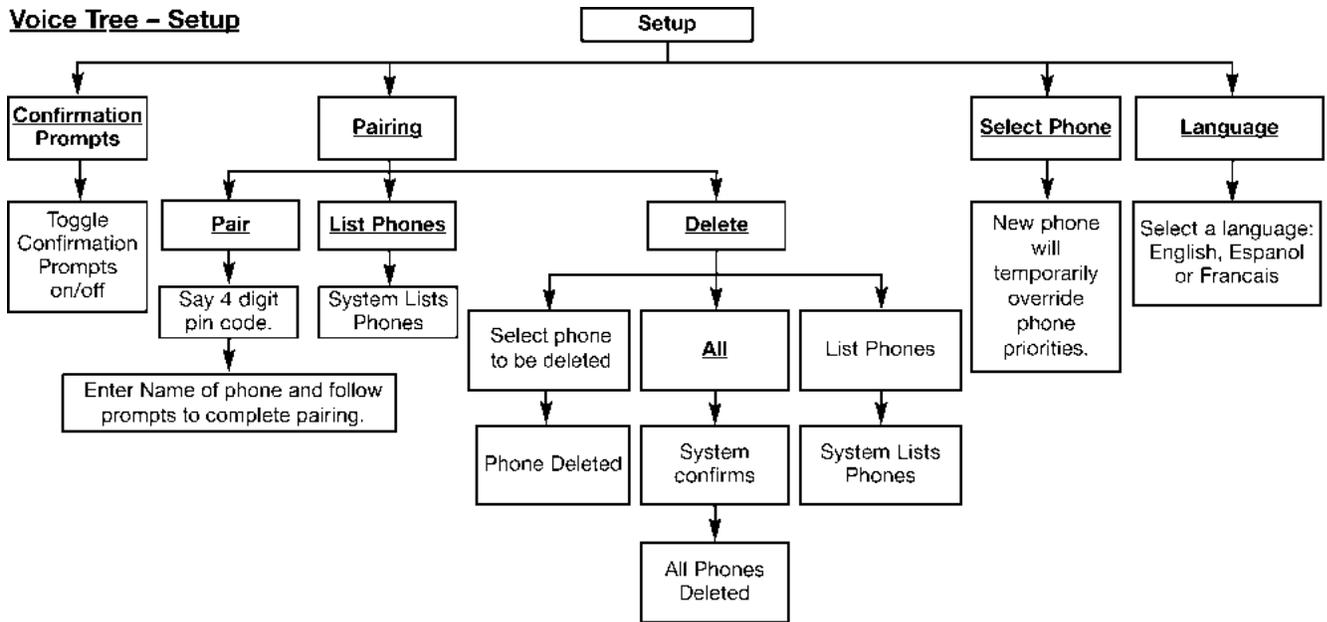 Voice Tree – Setup
Setup
Confirmation
Prompts
Pairing
Select Phone
Language
Toggle
Confirmation
Prompts
on/off
Pair
List Phones
Delete
New phone
will
temporarily
override
phone
priorities.
Select a language:
English, Espanol
or Francais
Say 4 digit
pin code.
System Lists
Phones
Select phone
to be deleted
All
List Phones
Enter Name of phone and follow
prompts to complete pairing.
Phone Deleted
System
confirms
System Lists
Phones
All Phones
Deleted